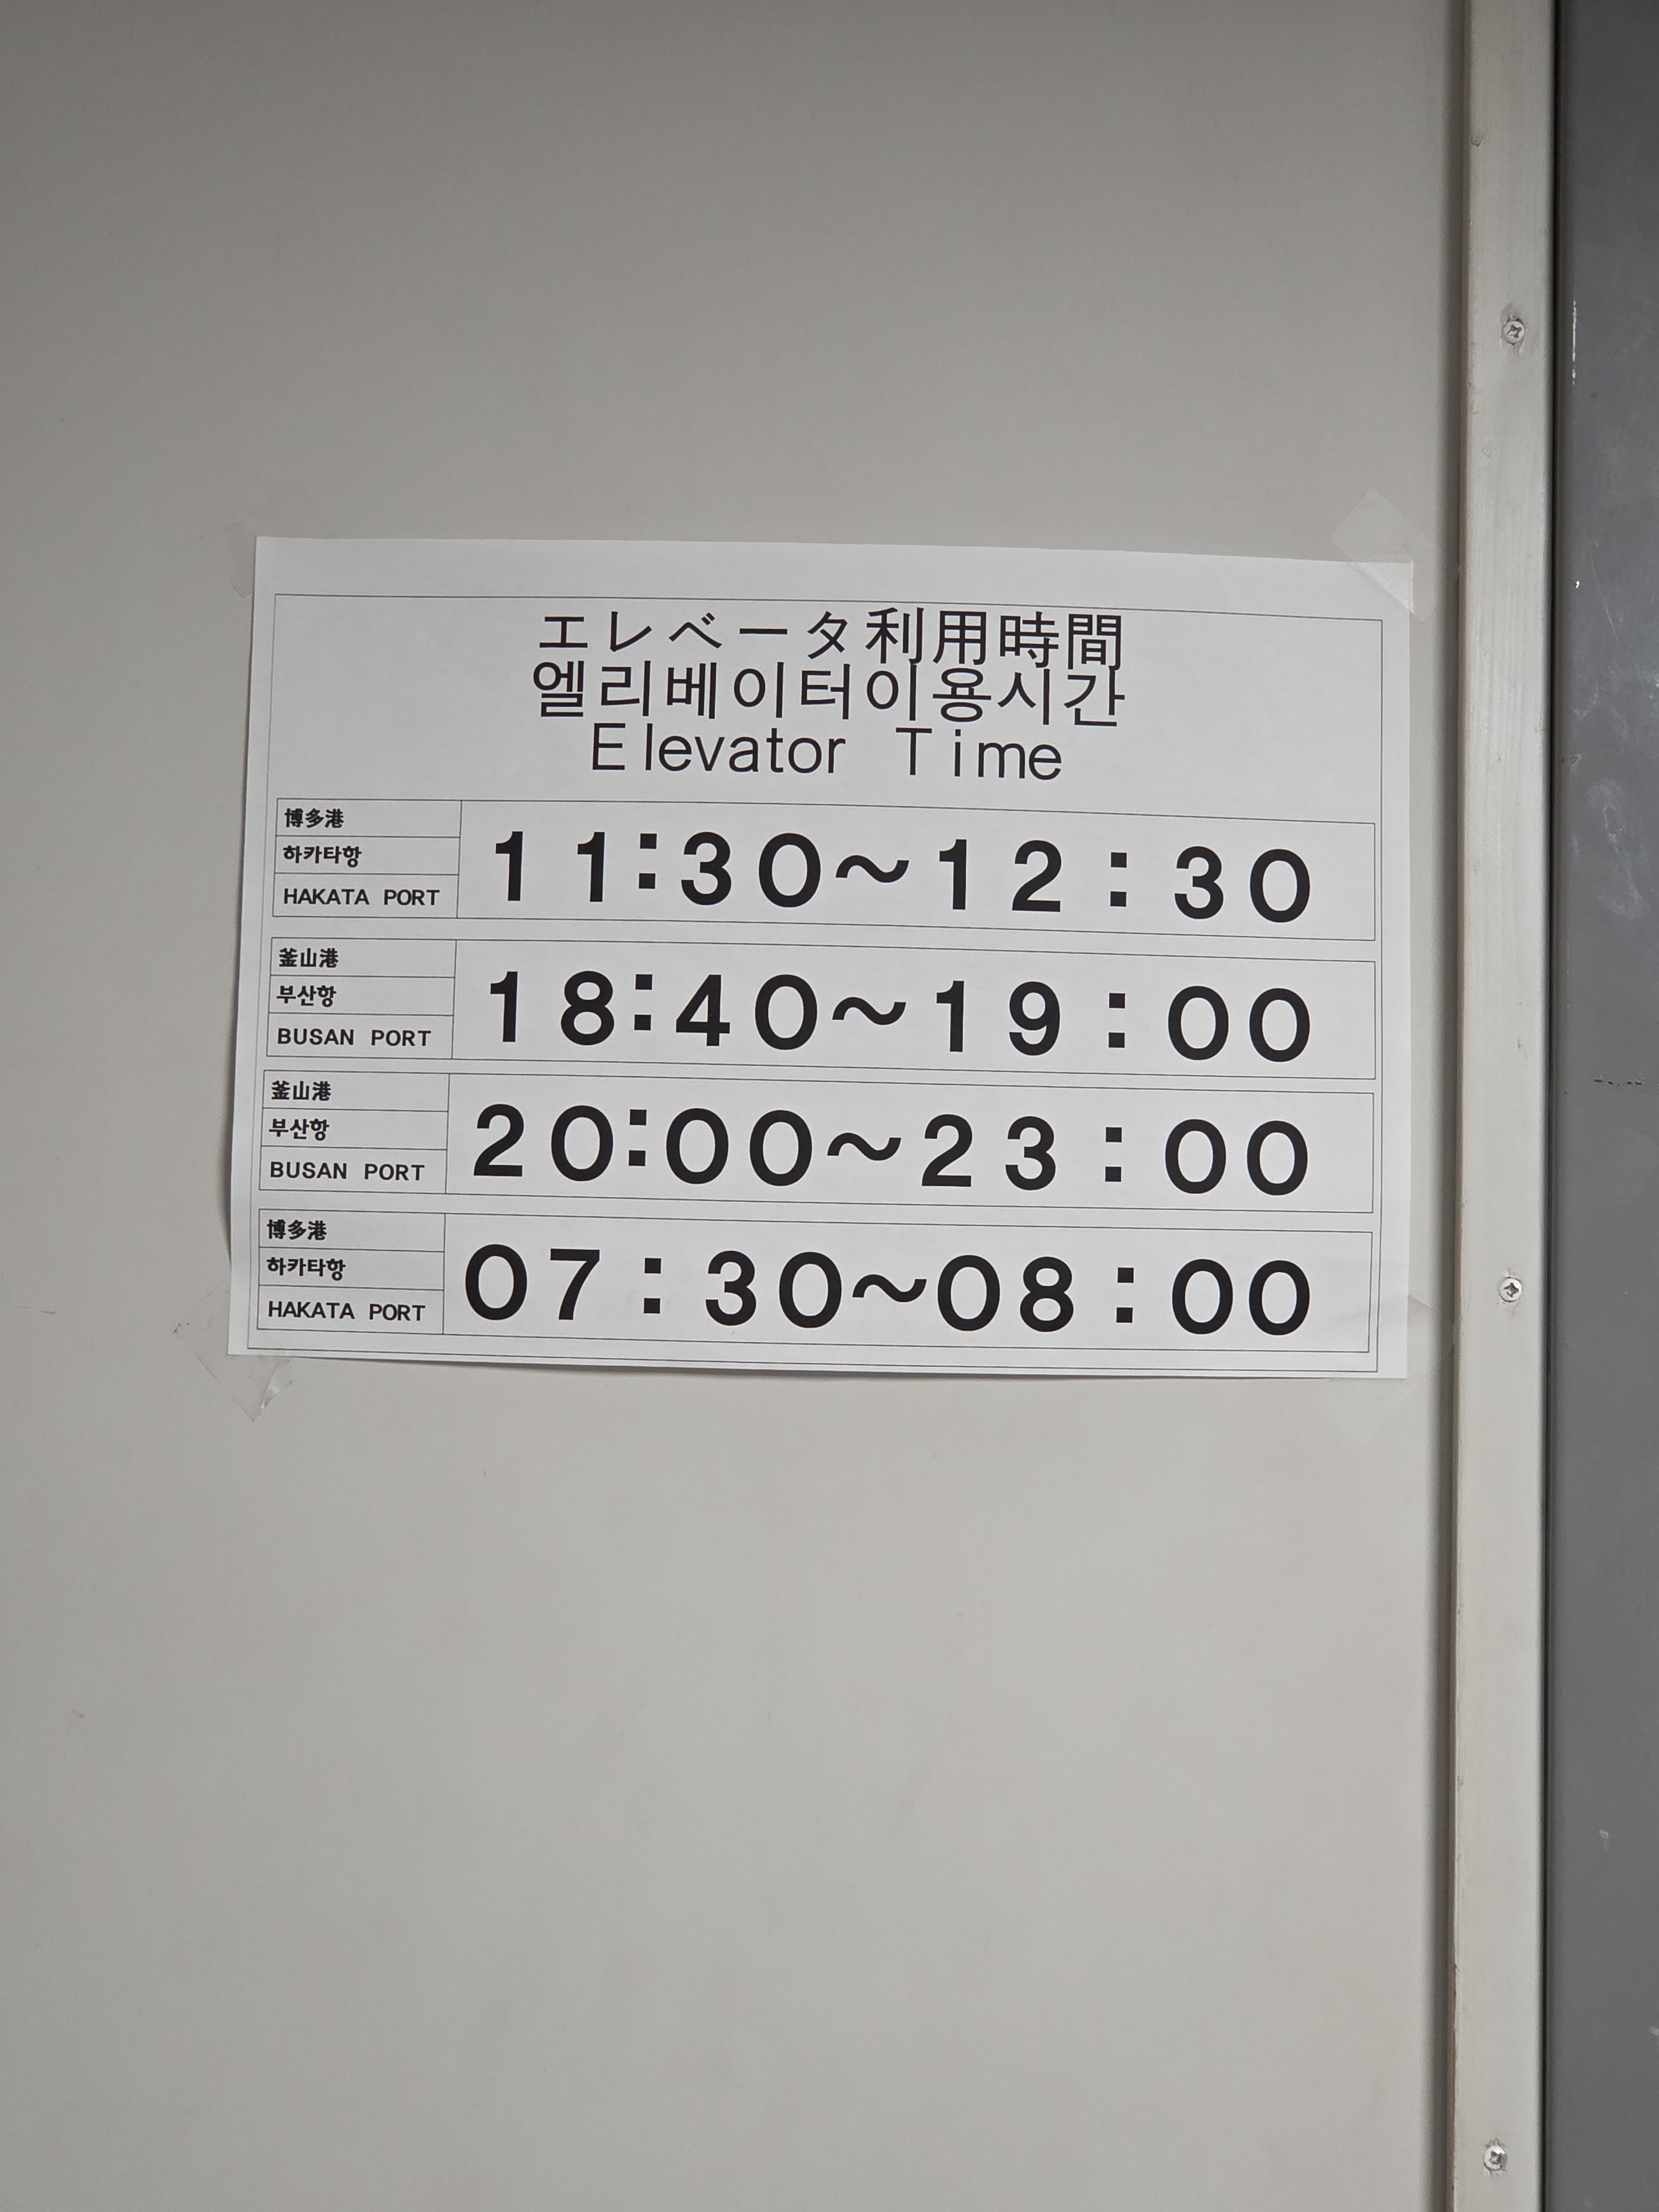 エレベータ利用時間
엘리베이터이용시간
Elevator Time
博多港
하카타항
HAKATA PORT
11:30～12:30
釜山港
부산항
BUSAN PORT
18:40～19:00
釜山港
부산항
BUSAN PORT
20:00～23:00
博多港
하카타항
HAKATA PORT
07:30～08:00